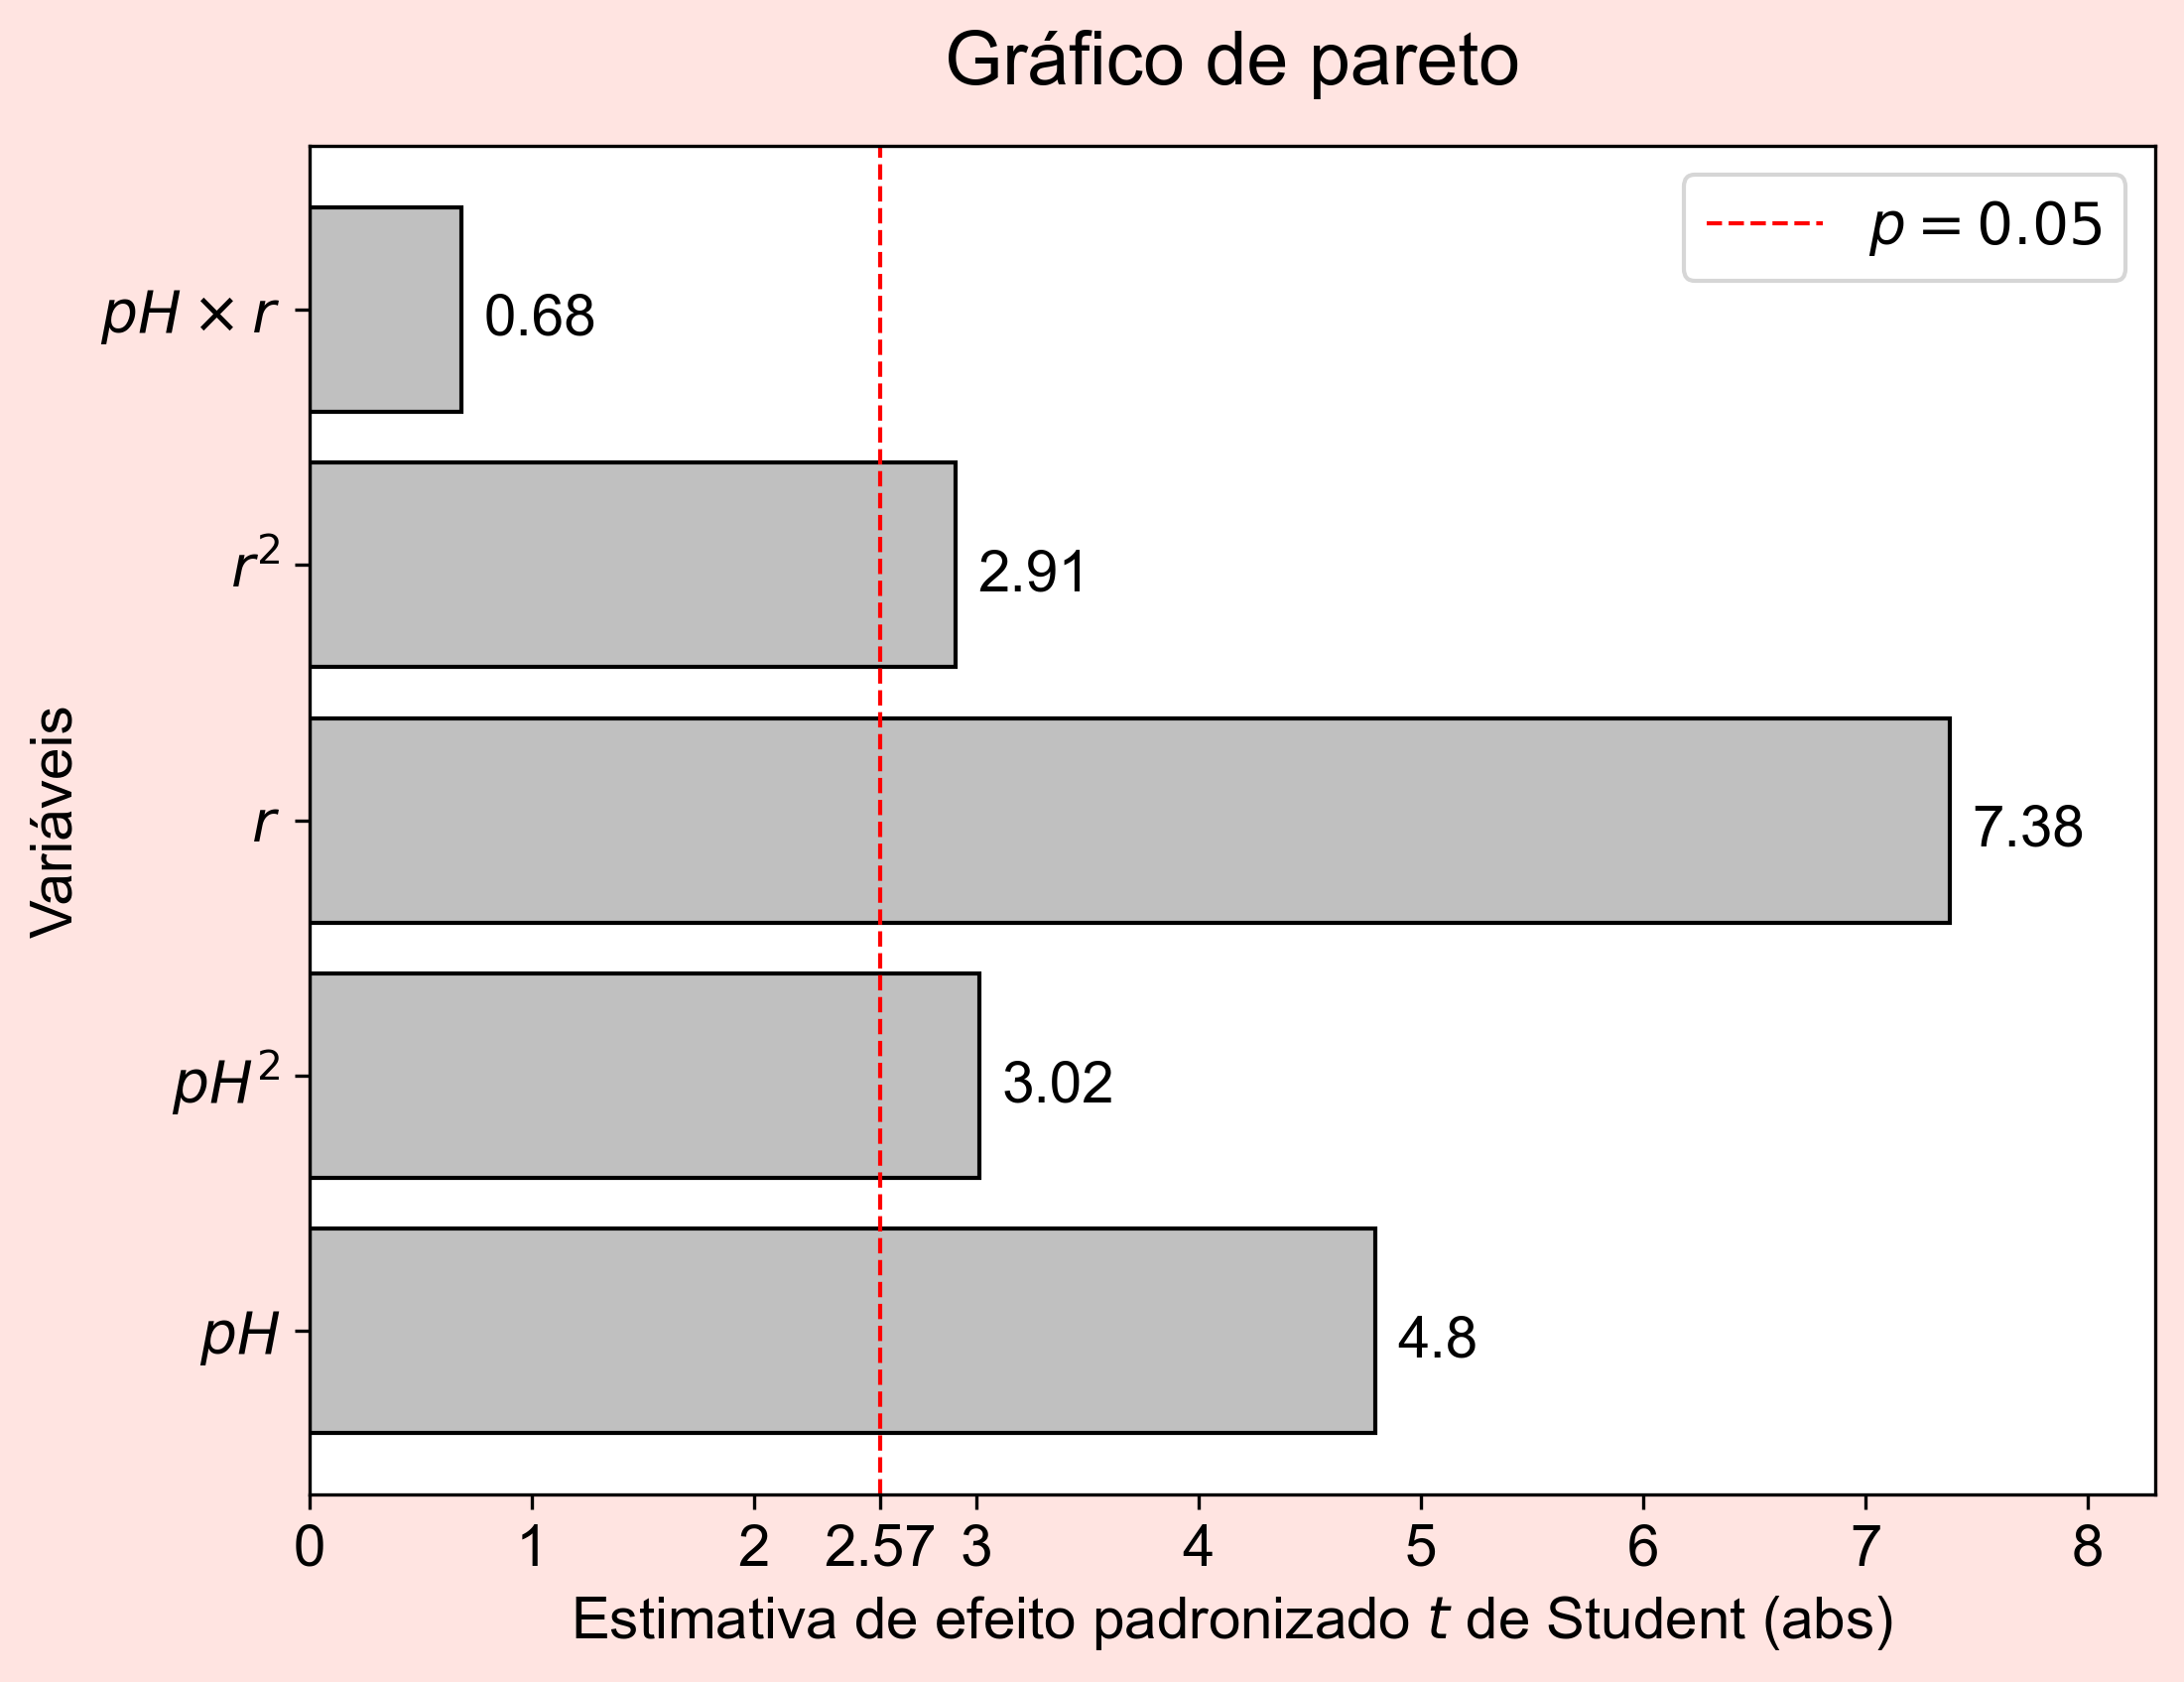 Gráfico de pareto
p = 0.05
pH × r
0.68
r²
2.91
Variáveis
r
7.38
pH²
3.02
pH
4.8
0 1 2 2.57 3 4 5 6 7 8
Estimativa de efeito padronizado t de Student (abs)